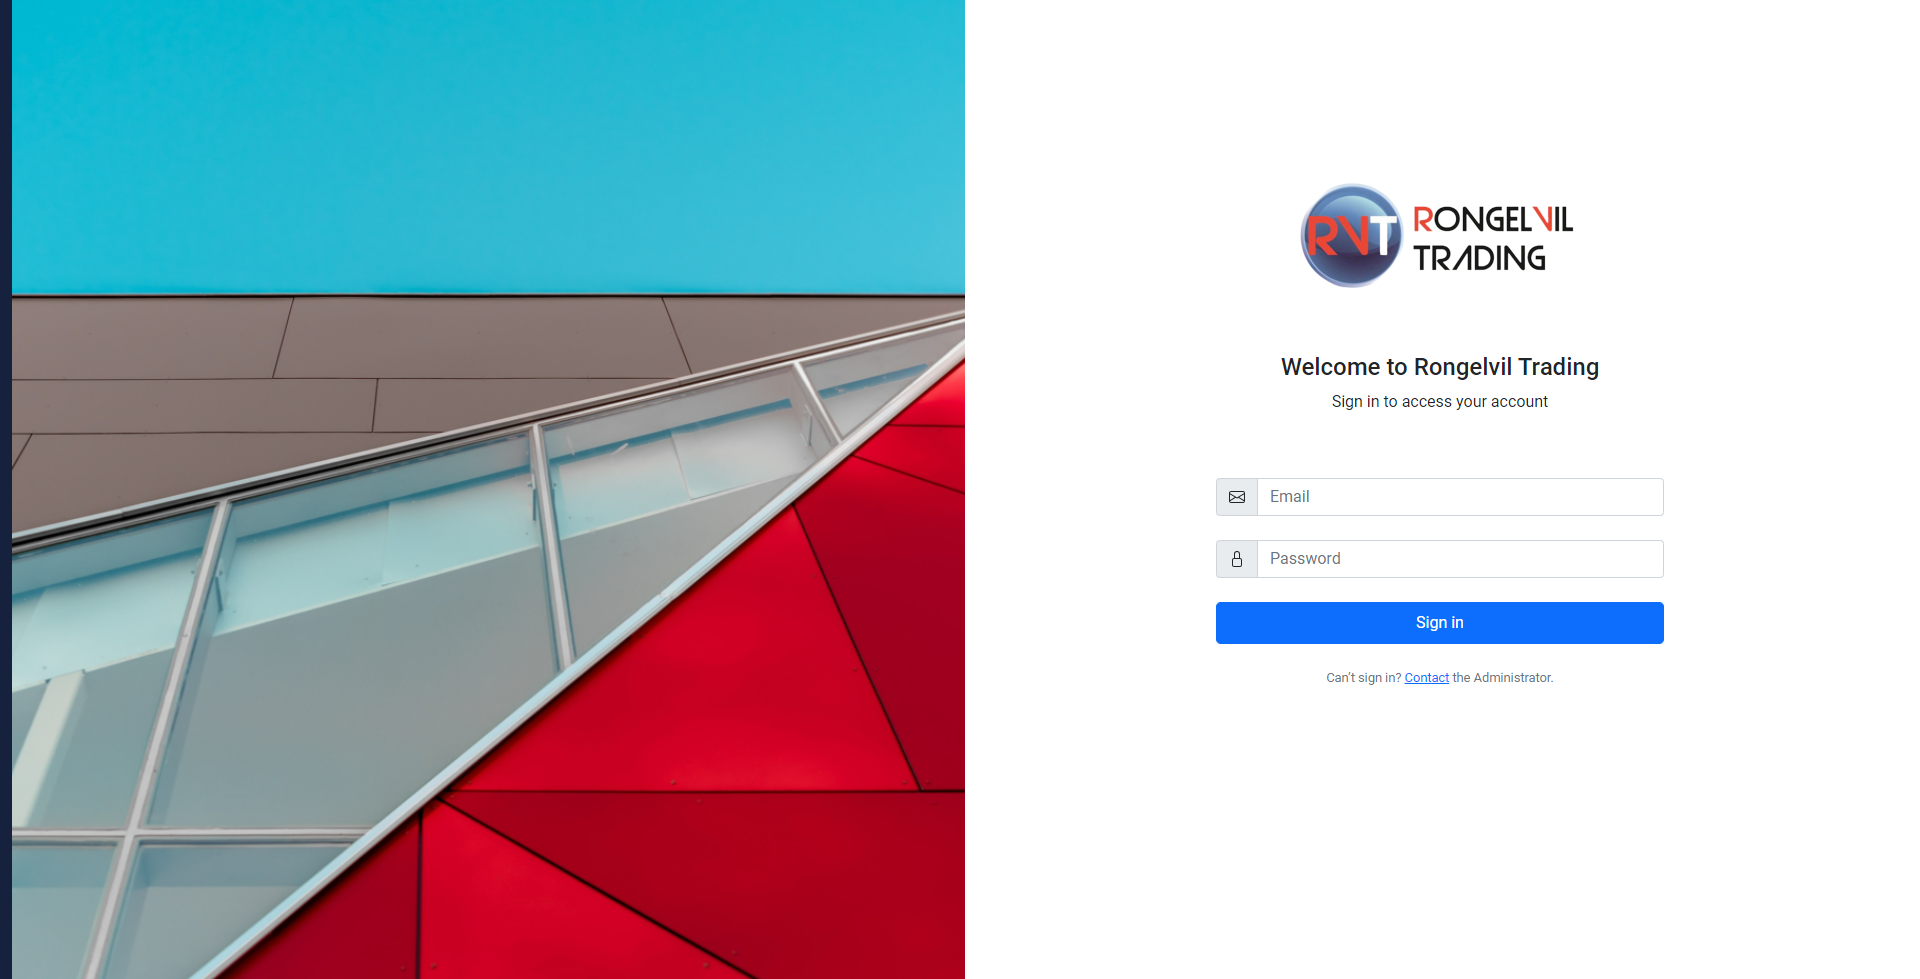 RVT
RONGELVIL
TRADING
Welcome to Rongelvil Trading
Sign in to access your account
Email
Password
Sign in
Can't sign in? Contact the Administrator.